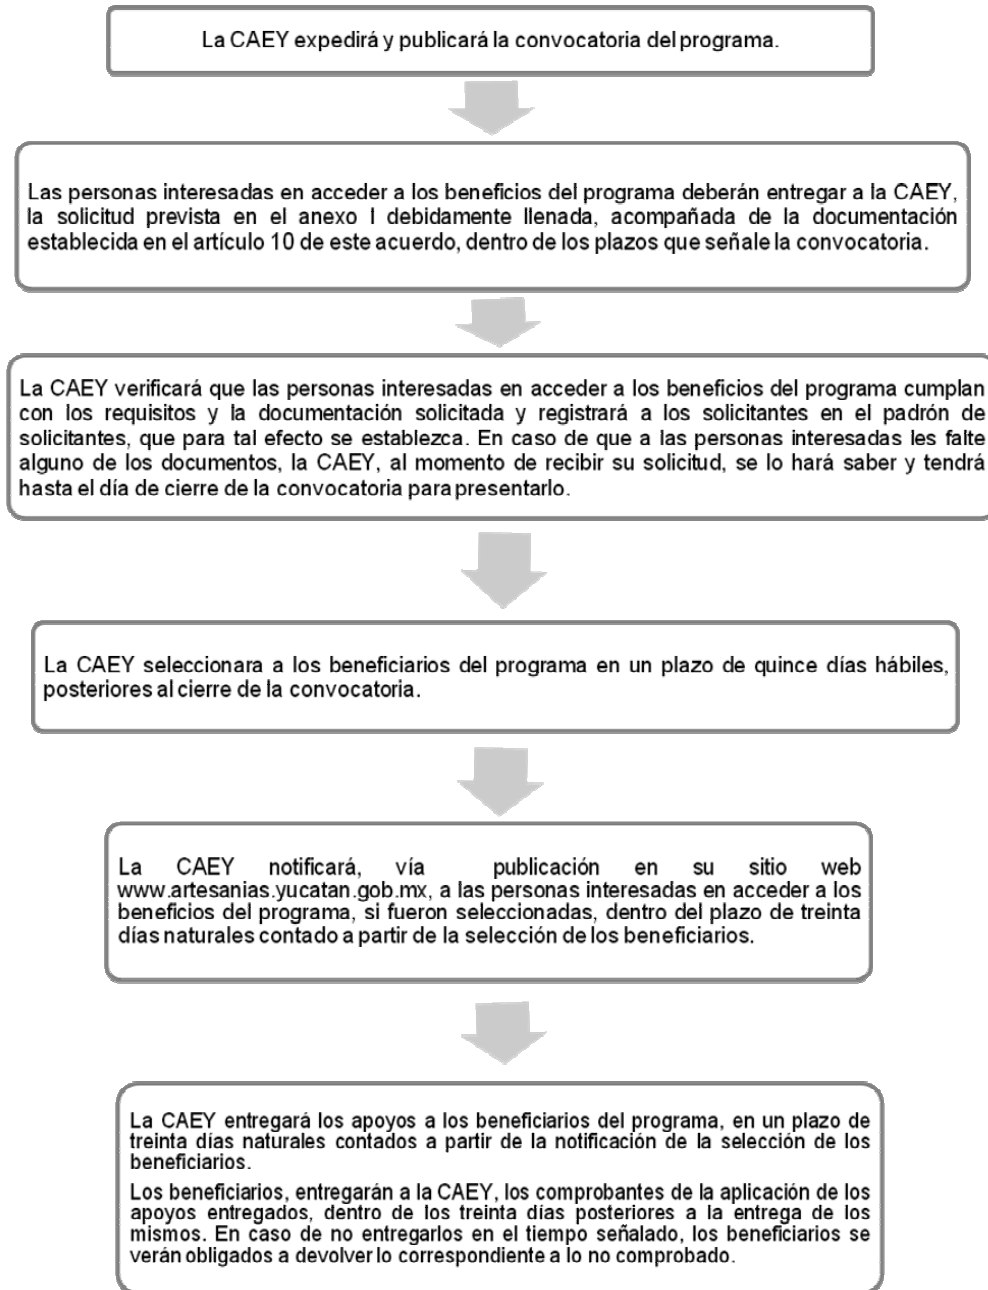 La CAEY expedirá y publicará la convocatoria del programa.
Las personas interesadas en acceder a los beneficios del programa deberán entregar a la CAEY,
la solicitud prevista en el anexo I debidamente llenada, acompañada de la documentación
establecida en el artículo 10 de este acuerdo, dentro de los plazos que señale la convocatoria.
La CAEY verificará que las personas interesadas en acceder a los beneficios del programa cumplan
con los requisitos y la documentación solicitada y registrará a los solicitantes en el padrón de
solicitantes, que para tal efecto se establezca. En caso de que a las personas interesadas les falte
alguno de los documentos, la CAEY, al momento de recibir su solicitud, se lo hará saber y tendrá
hasta el día de cierre de la convocatoria para presentarlo.
La CAEY seleccionara a los beneficiarios del programa en un plazo de quince días hábiles,
posteriores al cierre de la convocatoria.
La CAEY notificará, vía publicación en su sitio web
www.artesanias.yucatan.gob.mx, a las personas interesadas en acceder a los
beneficios del programa, si fueron seleccionadas, dentro del plazo de treinta
días naturales contado a partir de la selección de los beneficiarios.
La CAEY entregará los apoyos a los beneficiarios del programa, en un plazo de
treinta días naturales contados a partir de la notificación de la selección de los
beneficiarios.
Los beneficiarios, entregarán a la CAEY, los comprobantes de la aplicación de los
apoyos entregados, dentro de los treinta días posteriores a la entrega de los
mismos. En caso de no entregarlos en el tiempo señalado, los beneficiarios se
verán obligados a devolver lo correspondiente a lo no comprobado.